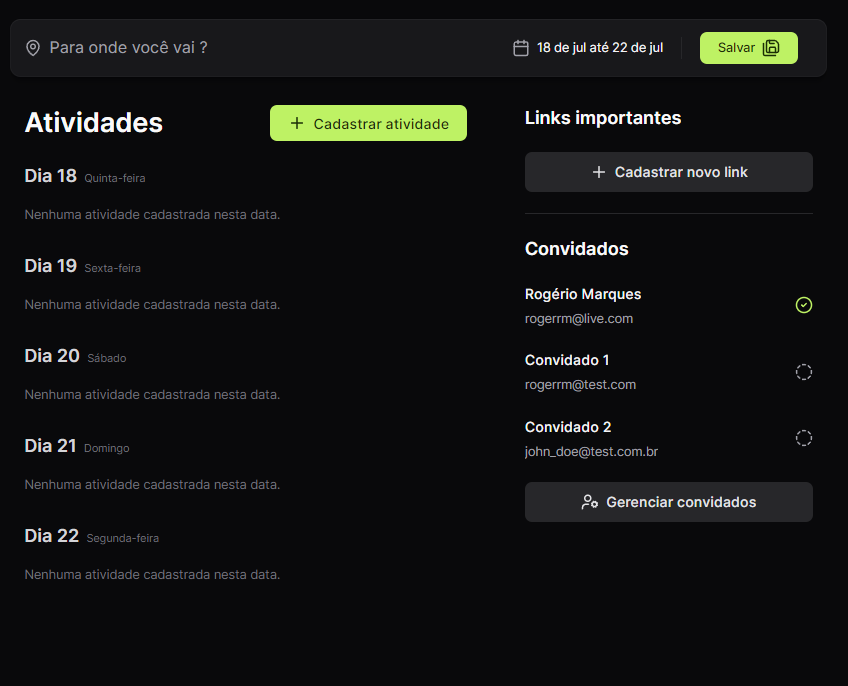 Para onde você vai ?
18 de jul até 22 de jul
Salvar
Atividades
Cadastrar atividade
Dia 18 Quinta-feira
Nenhuma atividade cadastrada nesta data.
Dia 19 Sexta-feira
Nenhuma atividade cadastrada nesta data.
Dia 20 Sábado
Nenhuma atividade cadastrada nesta data.
Dia 21 Domingo
Nenhuma atividade cadastrada nesta data.
Dia 22 Segunda-feira
Nenhuma atividade cadastrada nesta data.
Links importantes
Cadastrar novo link
Convidados
Rogério Marques
rogerrm@live.com
Convidado 1
rogerrm@test.com
Convidado 2
john_doe@test.com.br
Gerenciar convidados